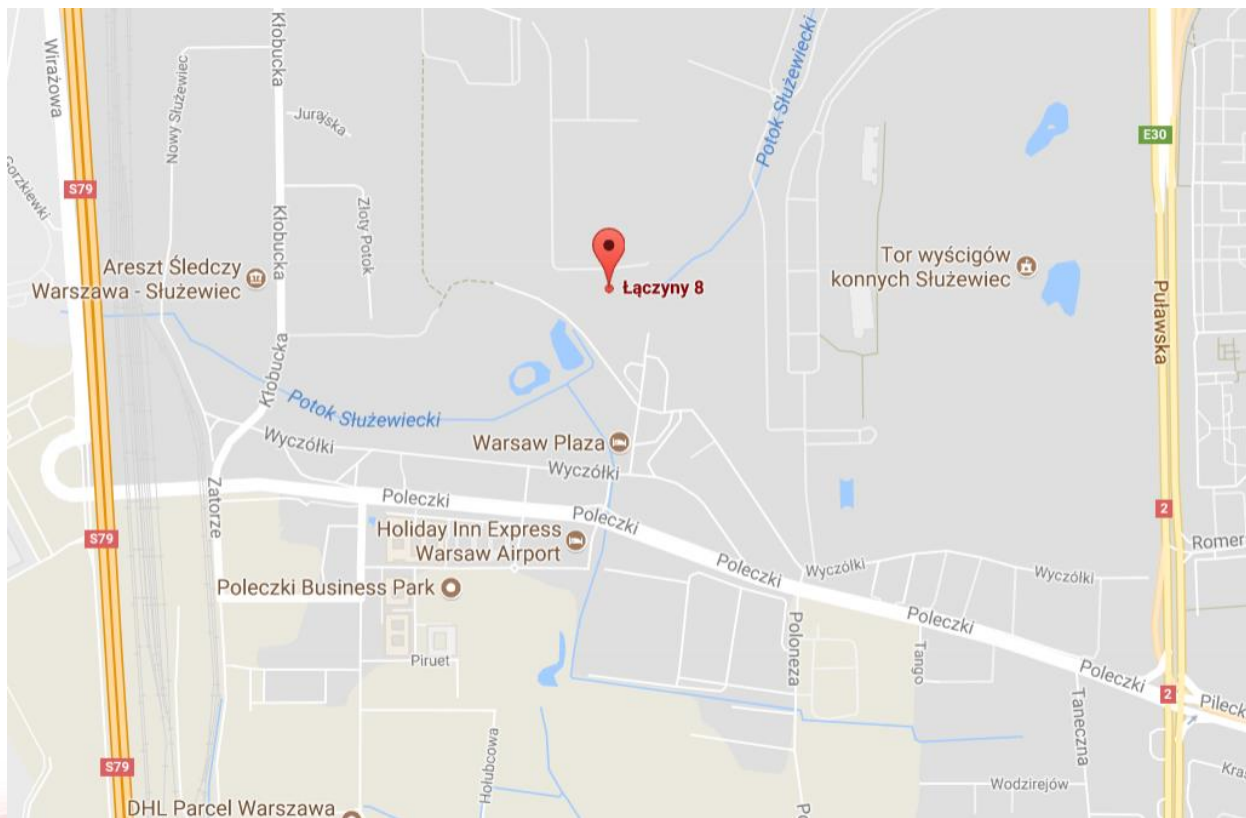 Wirażowa
Nowy Służewiec
Kłobucka
Jurajska
Potok Służewiecki
E30
S79
Kłobucka
Złoty Potok
Areszt Śledczy
Warszawa - Służewiec
Łączyny 8
Tor wyścigów
konnych Służewiec
Puławska
Kłobucka
Potok Służewiecki
Wyczółki
Warsaw Plaza
Wyczółki
Zatorze
Poleczki
Poleczki
2
S79
Holiday Inn Express
Warsaw Airport
Romer
Poleczki
Wyczółki
Wyczółki
Poleczki Business Park
Poleczki
Poloneza
Tango
Piruet
Poleczki
2
Pileck
Taneczna
Hołubcowa
S79
Wodzirejów
Kras
DHL Parcel Warszawa
Po